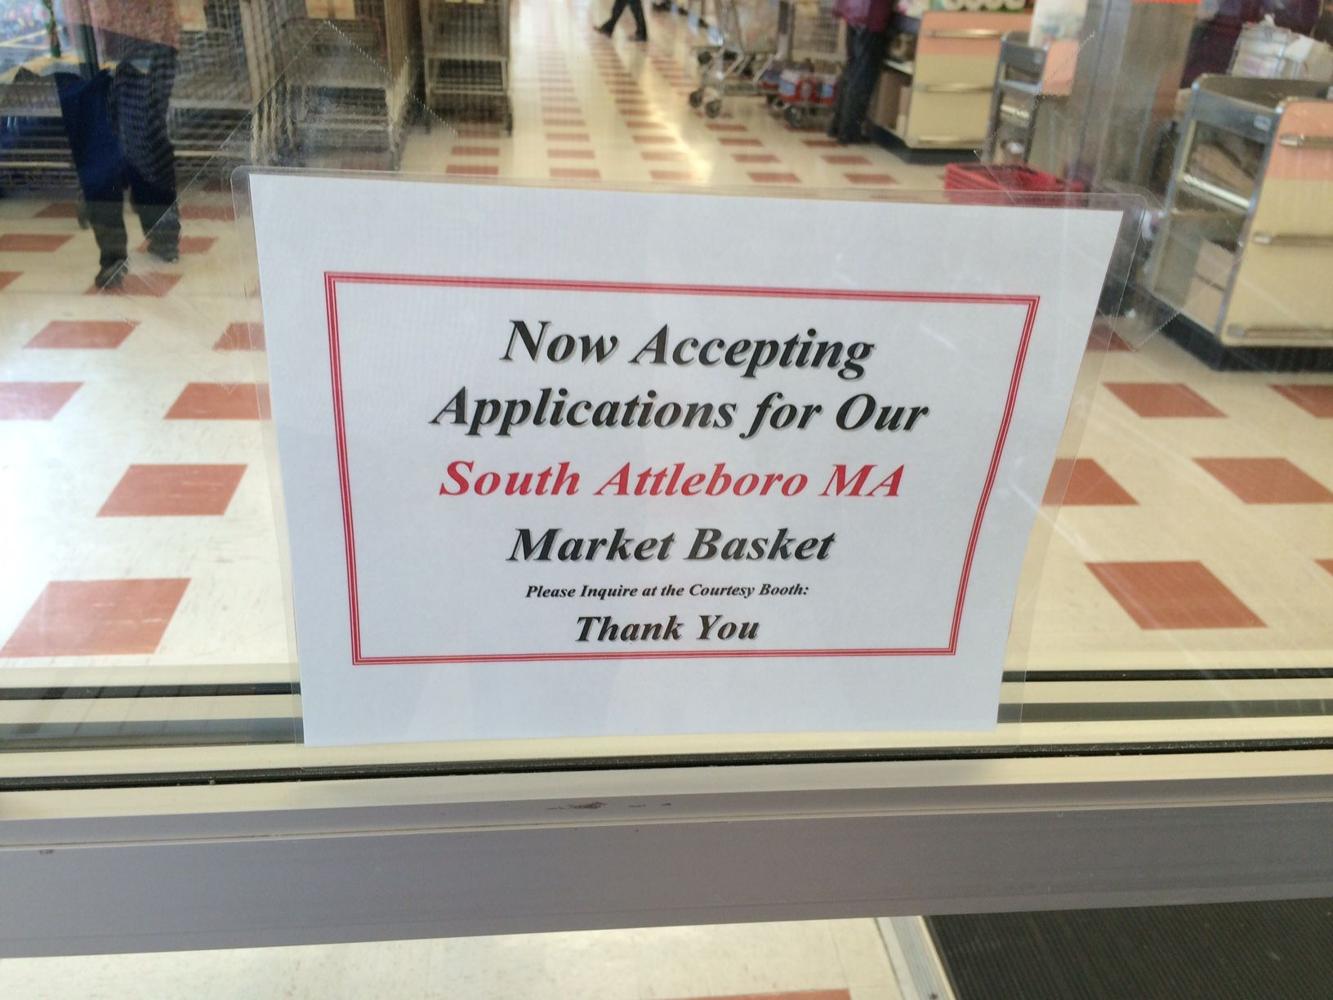 Now Accepting
Applications for Our
South Attleboro MA
Market Basket
Please Inquire at the Courtesy Booth:
Thank You